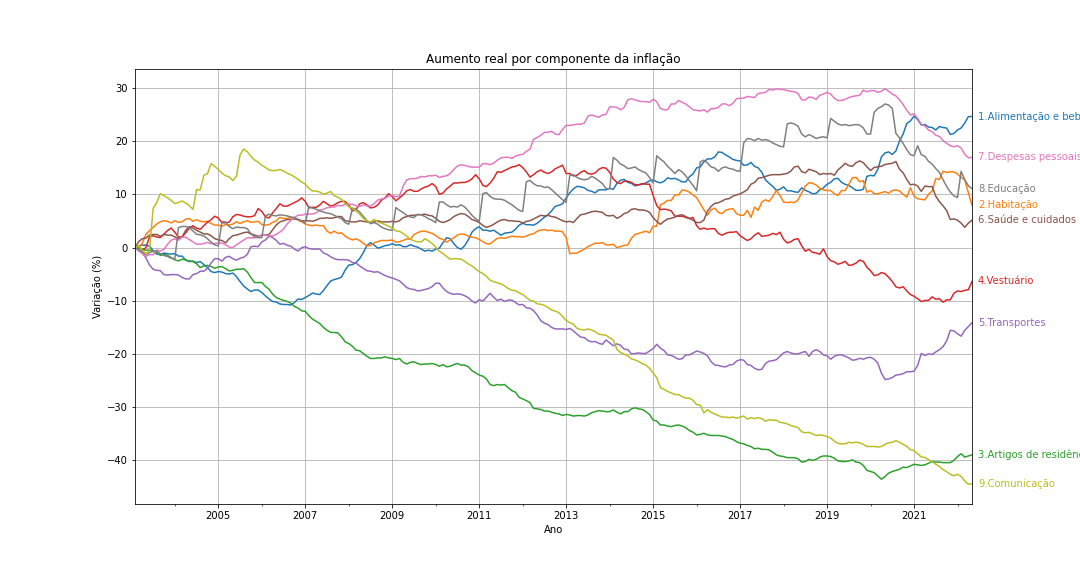 Aumento real por componente da inflação
Variação (%)
30
20
10
0
−10
−20
−30
−40
2005
2007
2009
2011
2013
2015
2017
2019
2021
Ano
1.Alimentação e beb
7.Despesas pessoais
8.Educação
2.Habitação
6.Saúde e cuidados
4.Vestuário
5.Transportes
3.Artigos de residên
9.Comunicação